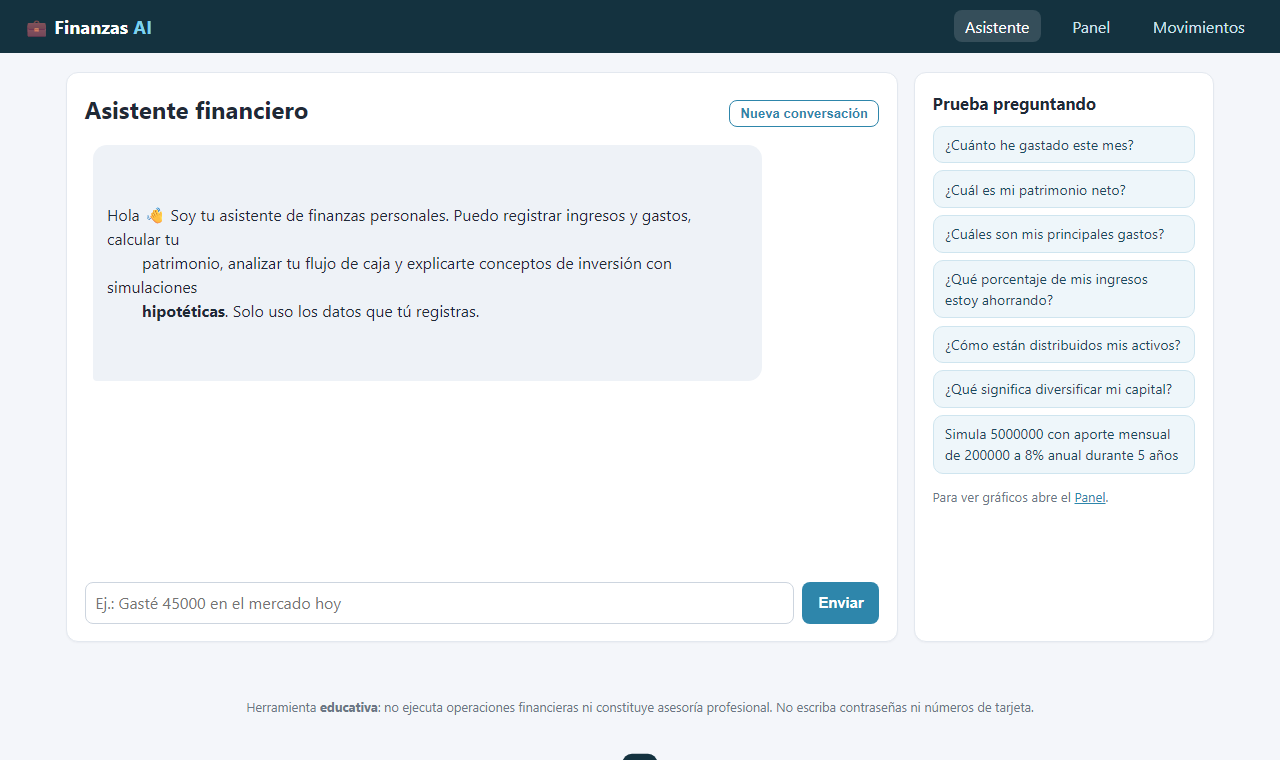 Finanzas AI
Asistente
Panel
Movimientos
Asistente financiero
Nueva conversación
Hola 👋 Soy tu asistente de finanzas personales. Puedo registrar ingresos y gastos,
calcular tu
patrimonio, analizar tu flujo de caja y explicarte conceptos de inversión con
simulaciones
hipotéticas. Solo uso los datos que tú registras.
Ej.: Gasté 45000 en el mercado hoy
Enviar
Prueba preguntando
¿Cuánto he gastado este mes?
¿Cuál es mi patrimonio neto?
¿Cuáles son mis principales gastos?
¿Qué porcentaje de mis ingresos
estoy ahorrando?
¿Cómo están distribuidos mis activos?
¿Qué significa diversificar mi capital?
Simula 5000000 con aporte mensual
de 200000 a 8% anual durante 5 años
Para ver gráficos abre el Panel.
Herramienta educativa: no ejecuta operaciones financieras ni constituye asesoría profesional. No escriba contraseñas ni números de tarjeta.